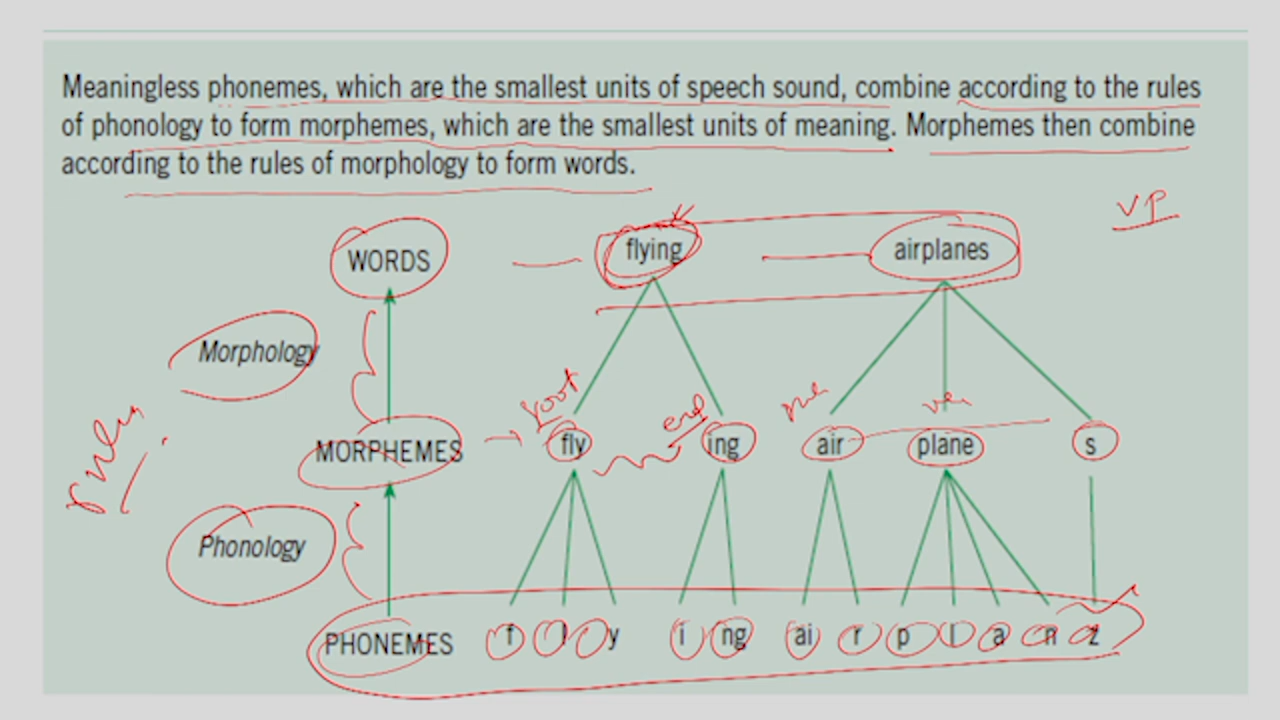 Meaningless phonemes, which are the smallest units of speech sound, combine according to the rules
of phonology to form morphemes, which are the smallest units of meaning. Morphemes then combine
according to the rules of morphology to form words.
VP
WORDS flying airplanes
Morphology
root end
rules
MORPHEMES fly ing air plane s
Phonology
PHONEMES f l y i ng ai r p l a n z